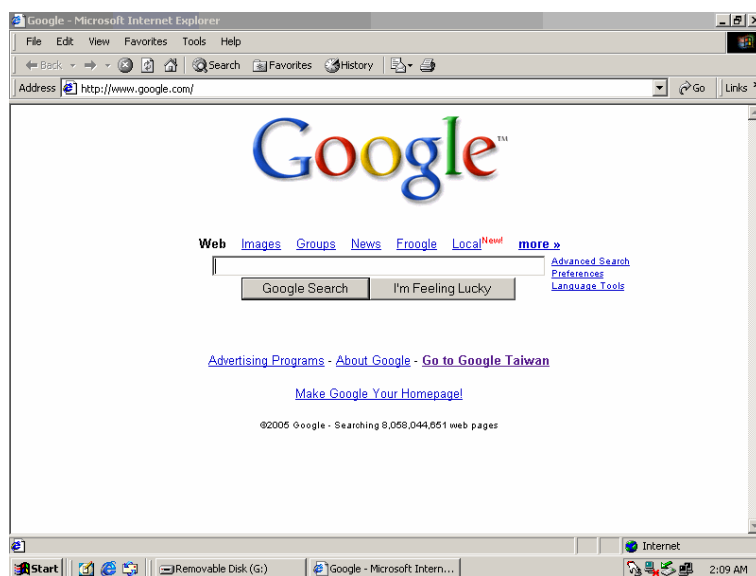 Google - Microsoft Internet Explorer
File Edit View Favorites Tools Help
Back Search Favorites History
Address http://www.google.com/ Go Links
Google™
Web Images Groups News Froogle Local New! more »
Advanced Search
Preferences
Language Tools
Google Search I'm Feeling Lucky
Advertising Programs - About Google - Go to Google Taiwan
Make Google Your Homepage!
©2005 Google - Searching 8,058,044,651 web pages
Internet
Start Removable Disk (G:) Google - Microsoft Intern... 2:09 AM